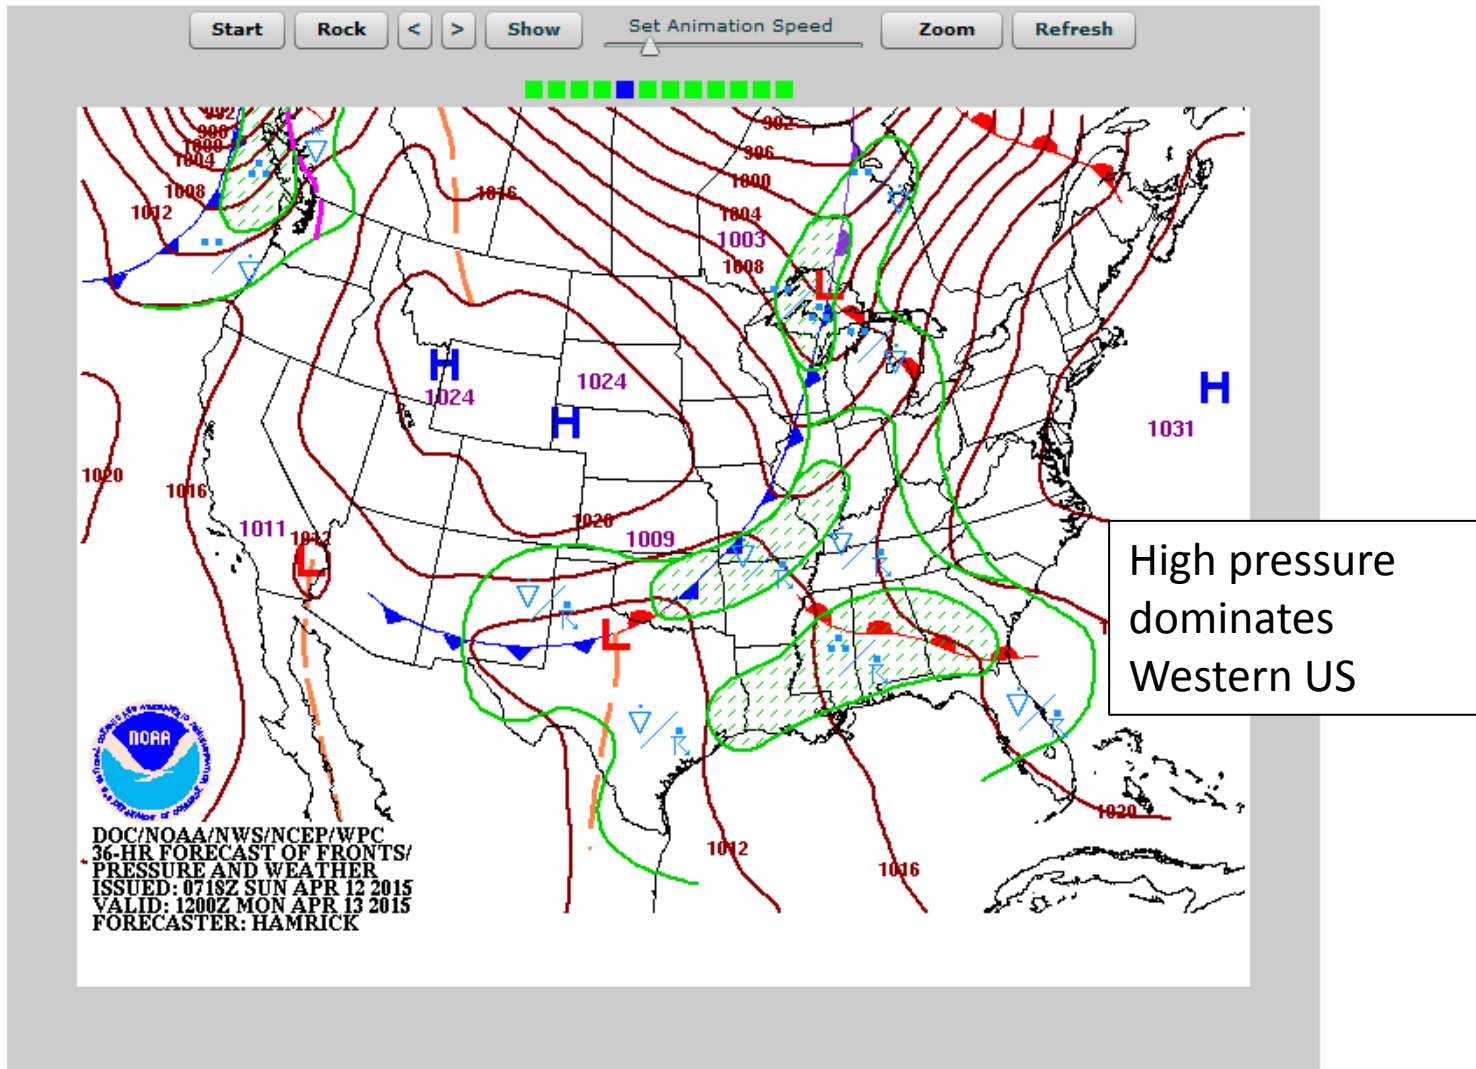 Start Rock < > Show Set Animation Speed Zoom Refresh
992
996
1000
1004
1008
1012
1016
992
996
1000
1004
1003
1008
H
1024
1024
H
L
H
1031
1020
1016
1011
1012
L
1020
1009
L
High pressure
dominates
Western US
NOAA
1020
1012
1016
DOC/NOAA/NWS/NCEP/WPC
36-HR FORECAST OF FRONTS/
PRESSURE AND WEATHER
ISSUED: 0718Z SUN APR 12 2015
VALID: 1200Z MON APR 13 2015
FORECASTER: HAMRICK